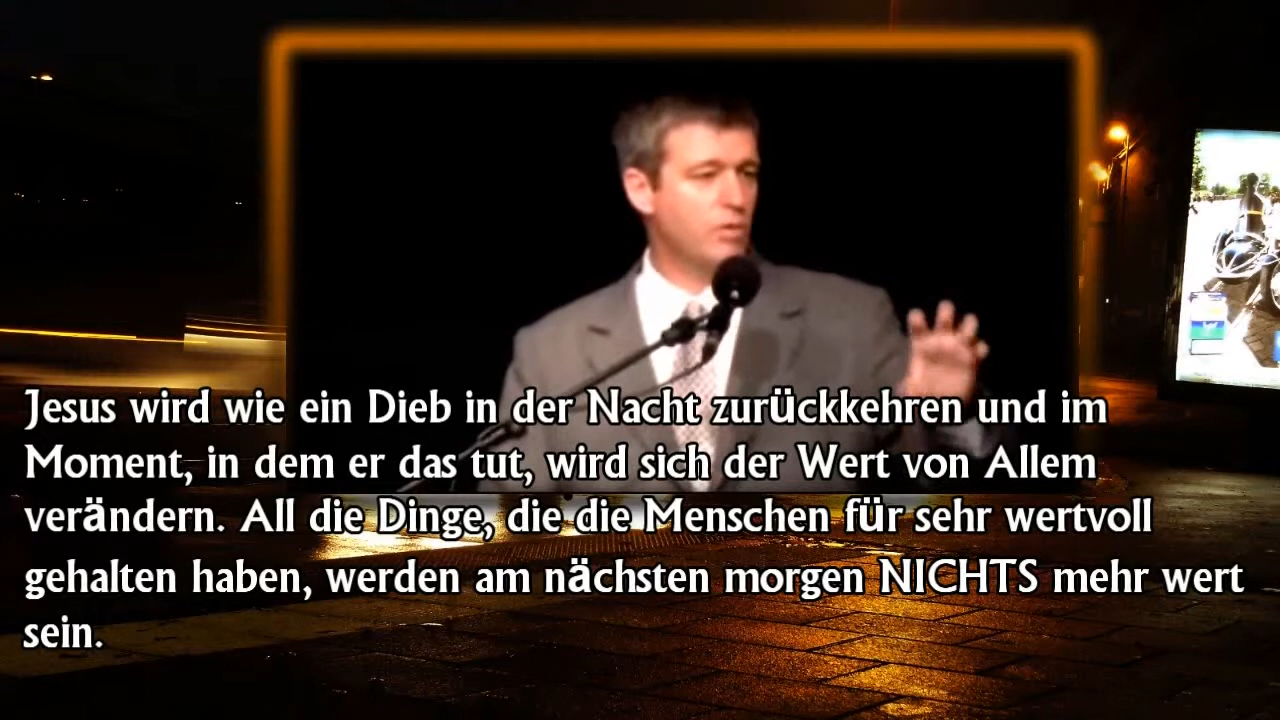 Jesus wird wie ein Dieb in der Nacht zurückkehren und im
Moment, in dem er das tut, wird sich der Wert von Allem
verändern. All die Dinge, die die Menschen für sehr wertvoll
gehalten haben, werden am nächsten morgen NICHTS mehr wert
sein.